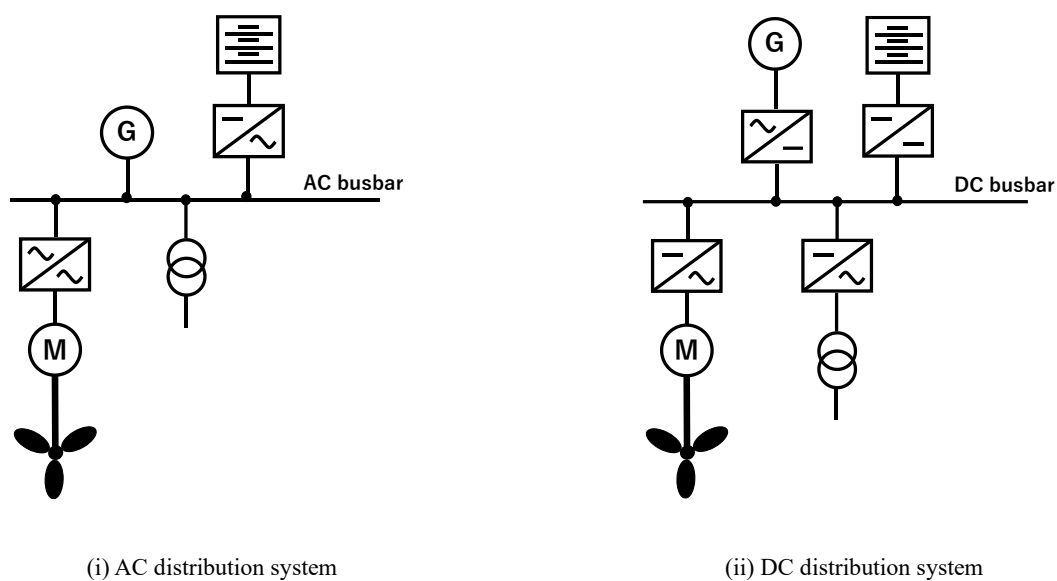 G
AC busbar
M
(i) AC distribution system
G
DC busbar
M
(ii) DC distribution system